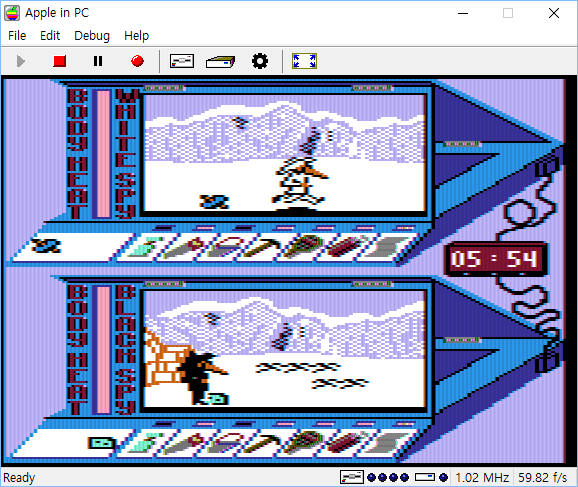 Apple in PC
File Edit Debug Help
BODY HEAT
WHITE SPY
05:54
BODY HEAT
BLACK SPY
Ready
1.02 MHz
59.82 f/s